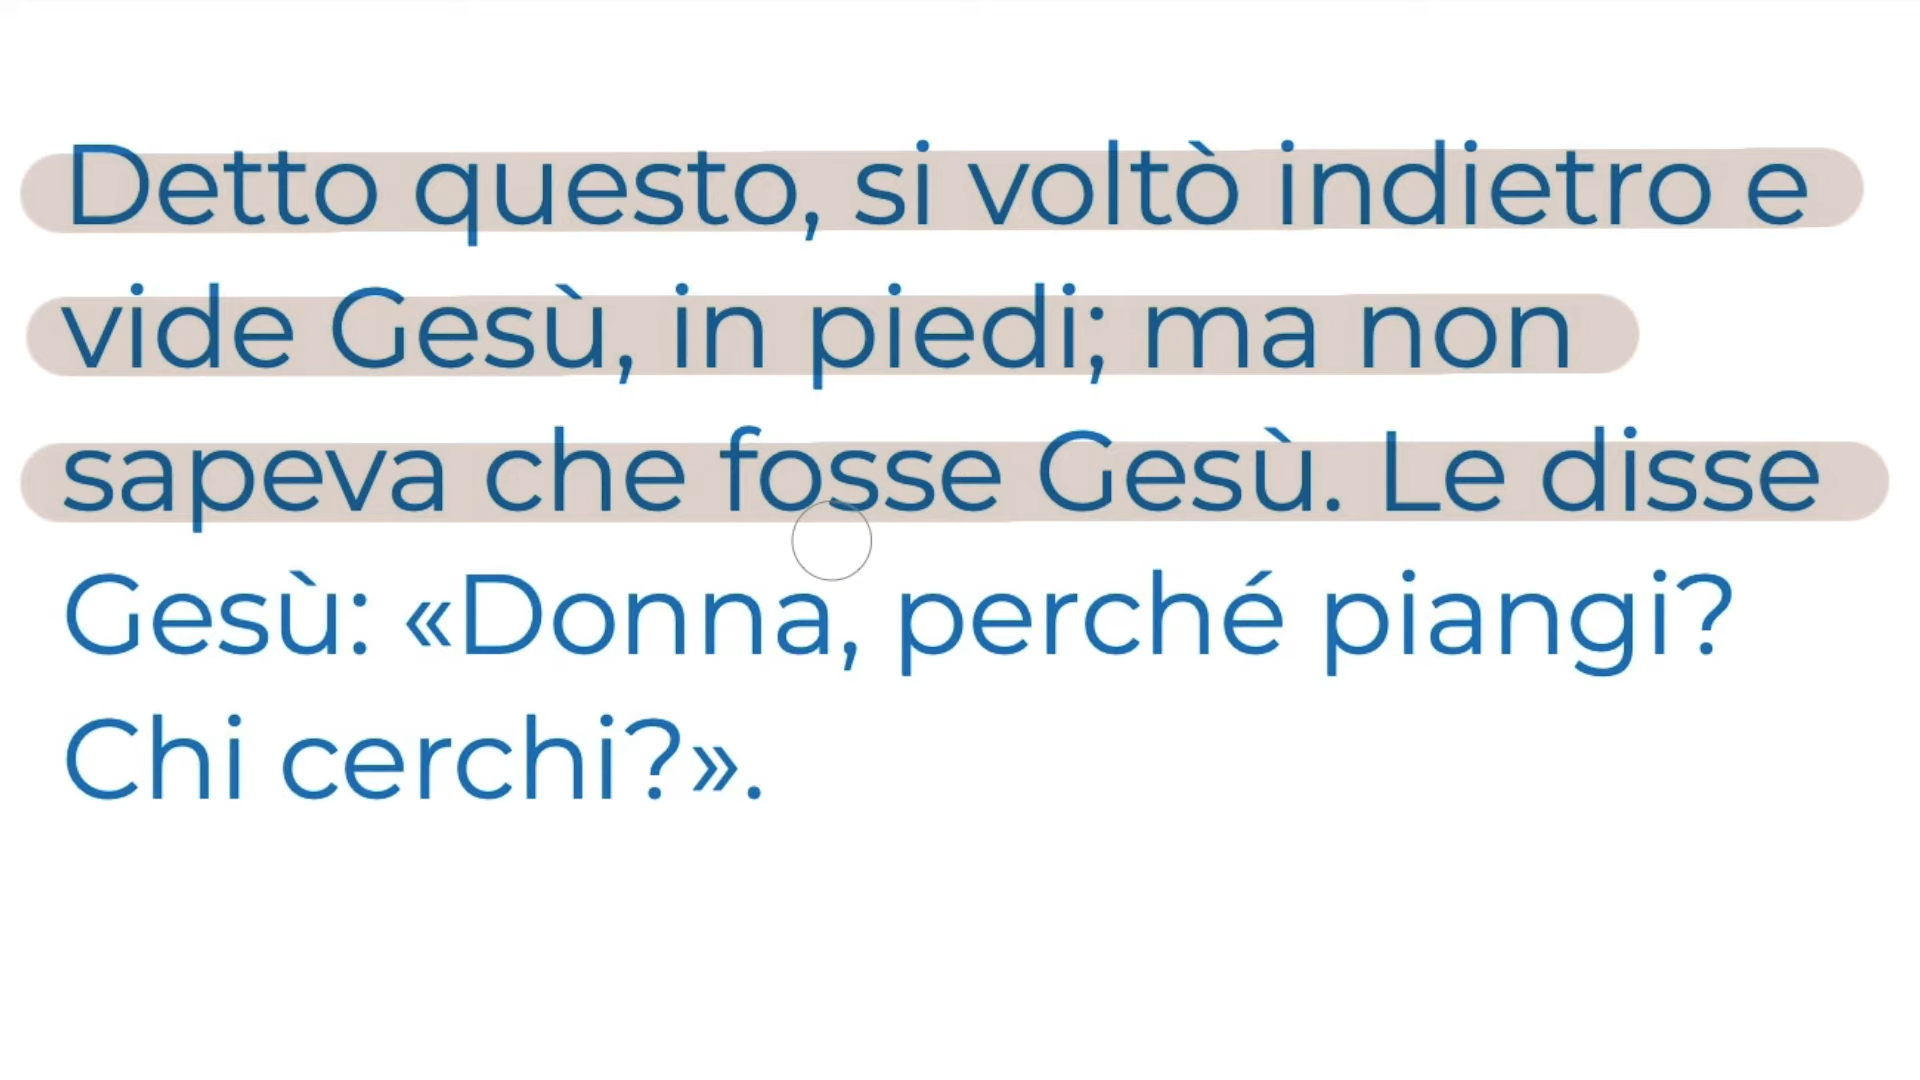 Detto questo, si voltò indietro e
vide Gesù, in piedi; ma non
sapeva che fosse Gesù. Le disse
Gesù: «Donna, perché piangi?
Chi cerchi?».